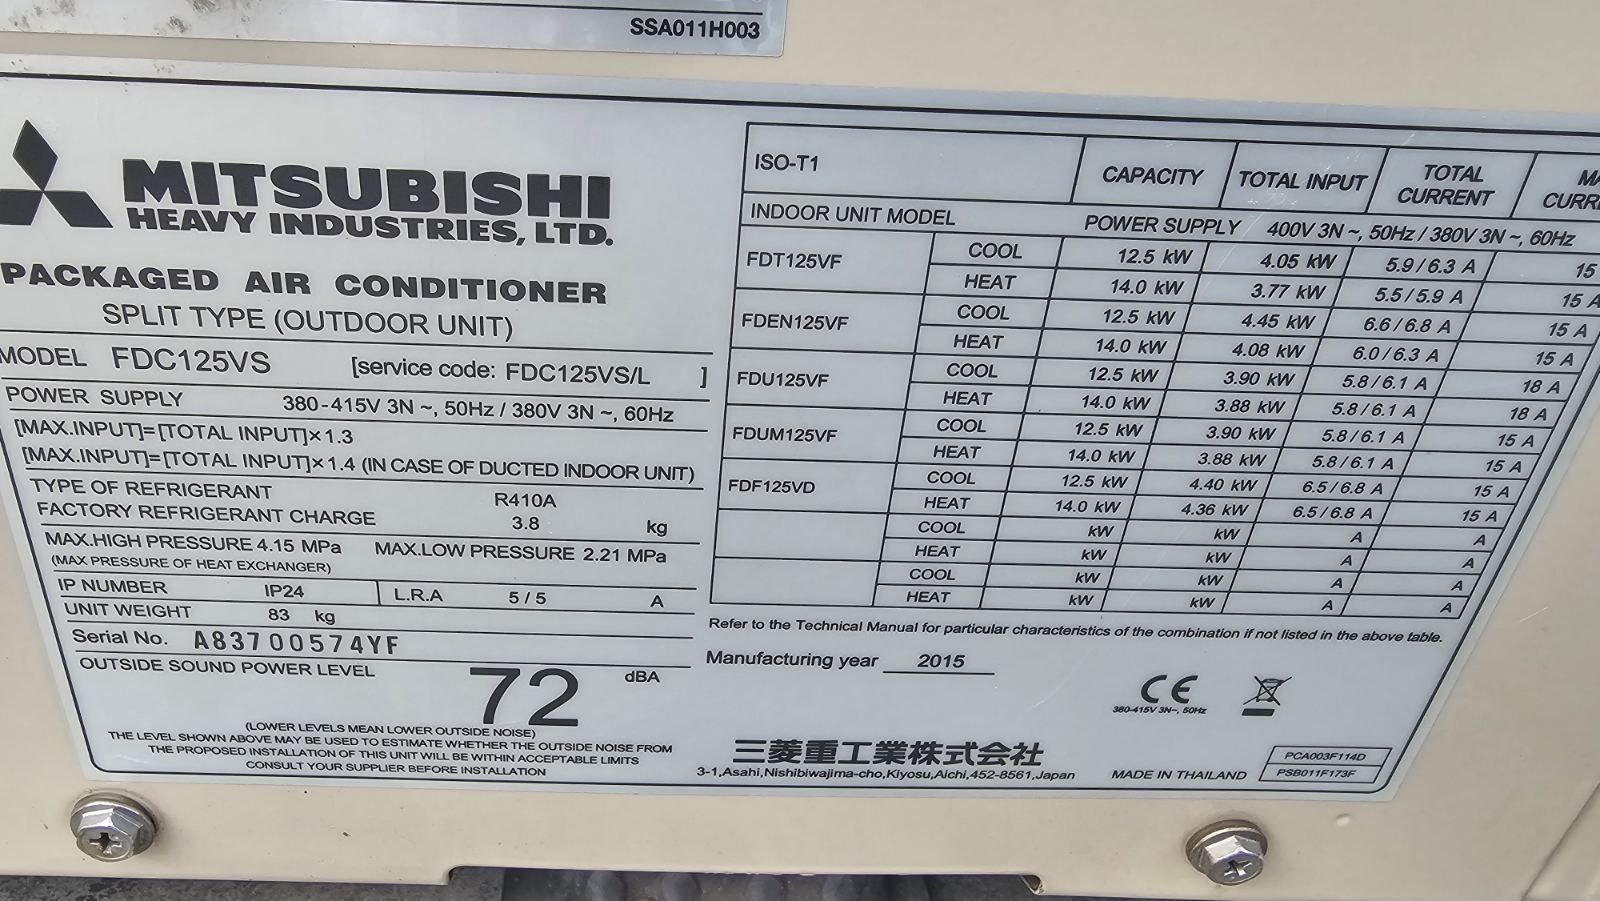 SSA011H003
MITSUBISHI
HEAVY INDUSTRIES, LTD.
PACKAGED AIR CONDITIONER
SPLIT TYPE (OUTDOOR UNIT)
MODEL FDC125VS [service code: FDC125VS/L ]
POWER SUPPLY 380-415V 3N ~, 50Hz / 380V 3N ~, 60Hz
[MAX.INPUT]=[TOTAL INPUT]×1.3
[MAX.INPUT]=[TOTAL INPUT]×1.4 (IN CASE OF DUCTED INDOOR UNIT)
TYPE OF REFRIGERANT R410A
FACTORY REFRIGERANT CHARGE 3.8 kg
MAX.HIGH PRESSURE 4.15 MPa MAX.LOW PRESSURE 2.21 MPa
(MAX PRESSURE OF HEAT EXCHANGER)
IP NUMBER IP24 L.R.A 5 / 5 A
UNIT WEIGHT 83 kg
Serial No. A83700574YF
OUTSIDE SOUND POWER LEVEL 72 dBA
(LOWER LEVELS MEAN LOWER OUTSIDE NOISE)
THE LEVEL SHOWN ABOVE MAY BE USED TO ESTIMATE WHETHER THE OUTSIDE NOISE FROM
THE PROPOSED INSTALLATION OF THIS UNIT WILL BE WITHIN ACCEPTABLE LIMITS
CONSULT YOUR SUPPLIER BEFORE INSTALLATION
ISO-T1 CAPACITY TOTAL INPUT TOTAL CURRENT
INDOOR UNIT MODEL POWER SUPPLY 400V 3N ~, 50Hz / 380V 3N ~, 60Hz
FDT125VF COOL 12.5 kW 4.05 kW 5.9 / 6.3 A 15
HEAT 14.0 kW 3.77 kW 5.5 / 5.9 A 15 A
FDEN125VF COOL 12.5 kW 4.45 kW 6.6 / 6.8 A 15 A
HEAT 14.0 kW 4.08 kW 6.0 / 6.3 A 15 A
FDU125VF COOL 12.5 kW 3.90 kW 5.8 / 6.1 A 18 A
HEAT 14.0 kW 3.88 kW 5.8 / 6.1 A 18 A
FDUM125VF COOL 12.5 kW 3.90 kW 5.8 / 6.1 A 15 A
HEAT 14.0 kW 3.88 kW 5.8 / 6.1 A 15 A
FDF125VD COOL 12.5 kW 4.40 kW 6.5 / 6.8 A 15 A
HEAT 14.0 kW 4.36 kW 6.5 / 6.8 A 15 A
COOL kW kW A A
HEAT kW kW A A
COOL kW kW A A
HEAT kW kW A A
Refer to the Technical Manual for particular characteristics of the combination if not listed in the above table.
Manufacturing year 2015
CE
380-415V 3N~, 50Hz
三菱重工業株式会社
3-1,Asahi,Nishibiwajima-cho,Kiyosu,Aichi,452-8561,Japan
MADE IN THAILAND
PCA003F114D
PSB011F173F